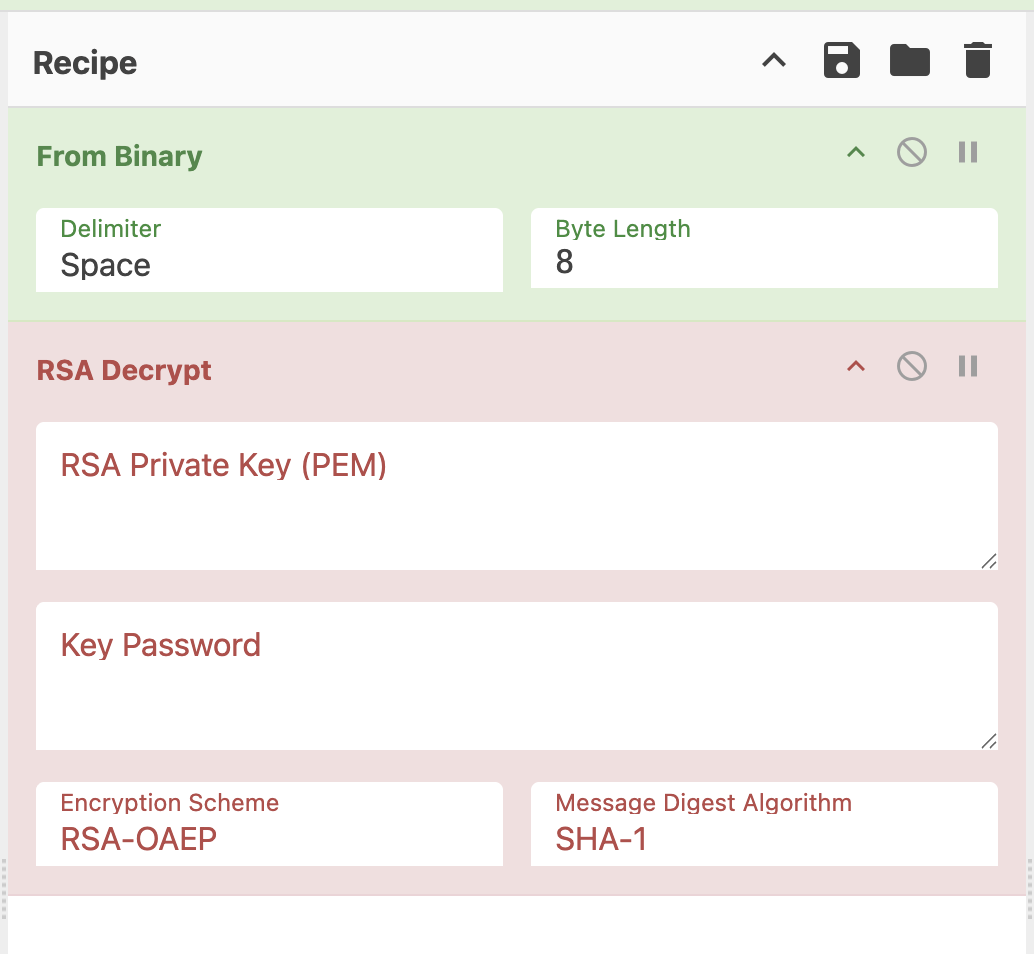 Recipe
From Binary
Delimiter
Space
Byte Length
8
RSA Decrypt
RSA Private Key (PEM)
Key Password
Encryption Scheme
RSA-OAEP
Message Digest Algorithm
SHA-1